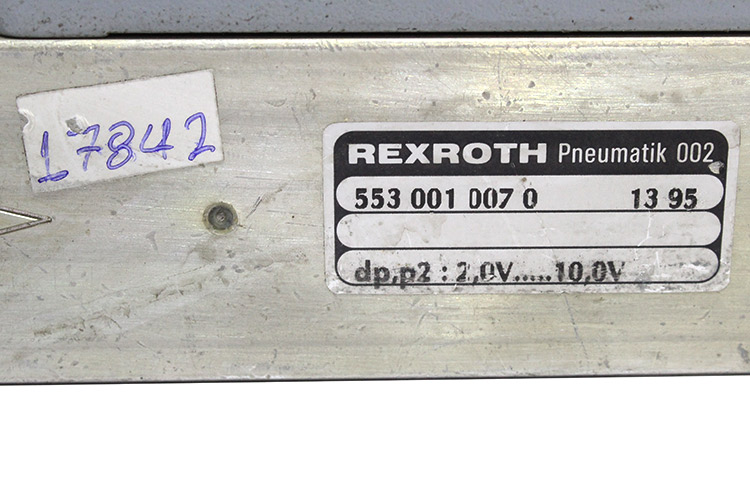 17842
REXROTH Pneumatik 002
553 001 007 0 13 95
dp,p2 : 2,0V.....10,0V